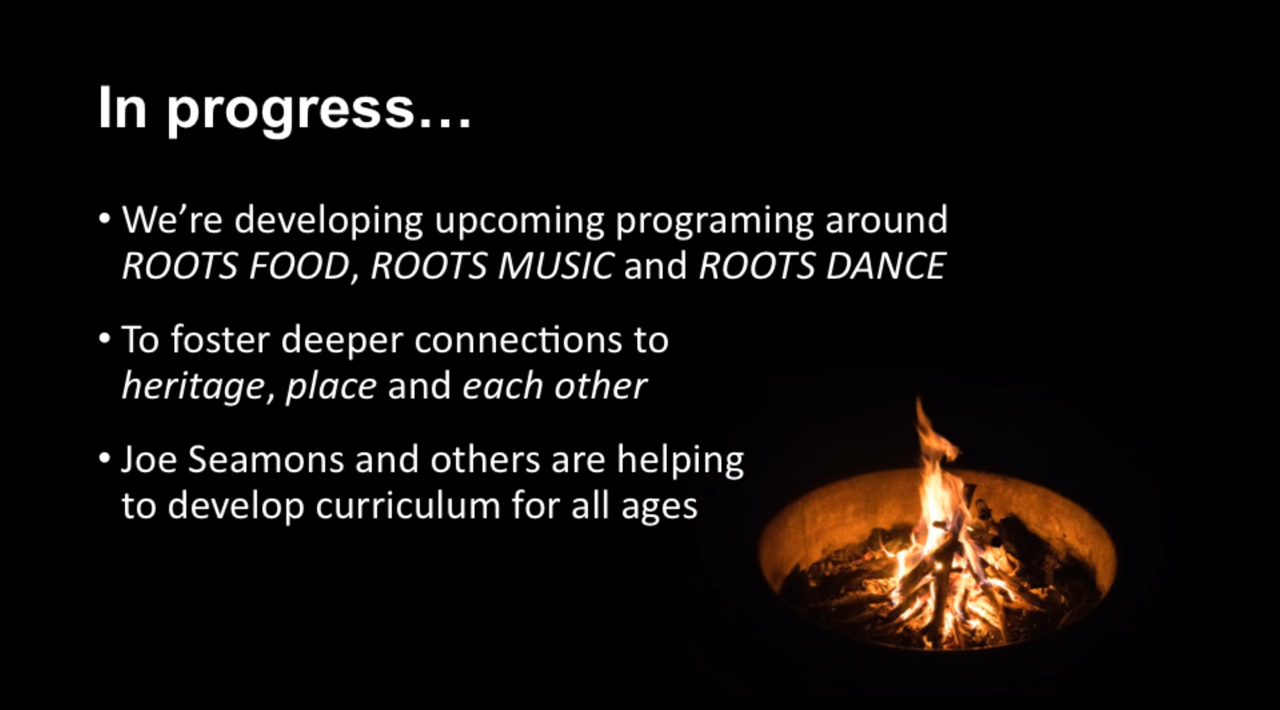 In progress…
• We’re developing upcoming programing around
ROOTS FOOD, ROOTS MUSIC and ROOTS DANCE
• To foster deeper connections to
heritage, place and each other
• Joe Seamons and others are helping
to develop curriculum for all ages